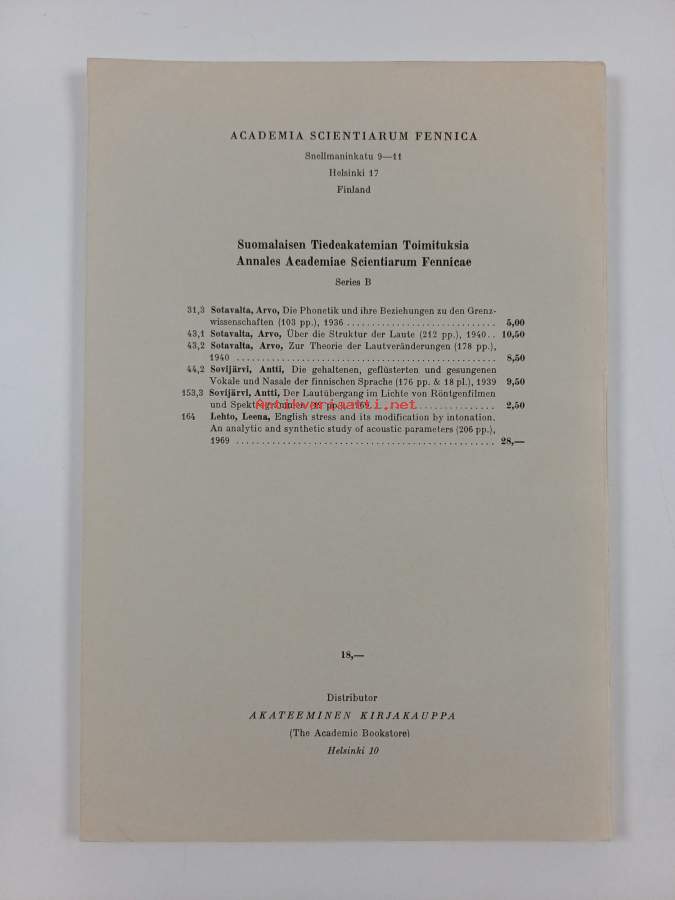 ACADEMIA SCIENTIARUM FENNICA
Snellmaninkatu 9—11
Helsinki 17
Finland
Suomalaisen Tiedeakatemian Toimituksia
Annales Academiae Scientiarum Fennicae
Series B
31,3 Sotavalta, Arvo, Die Phonetik und ihre Beziehungen zu den Grenz-
wissenschaften (103 pp.), 1936 .............................. 5,00
43,1 Sotavalta, Arvo, Über die Struktur der Laute (212 pp.), 1940.. 10,50
43,2 Sotavalta, Arvo, Zur Theorie der Lautveränderungen (178 pp.),
1940 .................................................... 8,50
44,2 Sovijärvi, Antti, Die gehaltenen, geflüsterten und gesungenen
Vokale und Nasale der finnischen Sprache (176 pp. & 18 pl.), 1939 9,50
153,3 Sovijärvi, Antti, Der Lautübergang im Lichte von Röntgenfilmen
und ......................... 2,50
Antikvariaatti.net
164 Lehto, Leena, English stress and its modification by intonation.
An analytic and synthetic study of acoustic parameters (206 pp.),
1969 .................................................... 28,—
18,—
Distributor
AKATEEMINEN KIRJAKAUPPA
(The Academic Bookstore)
Helsinki 10